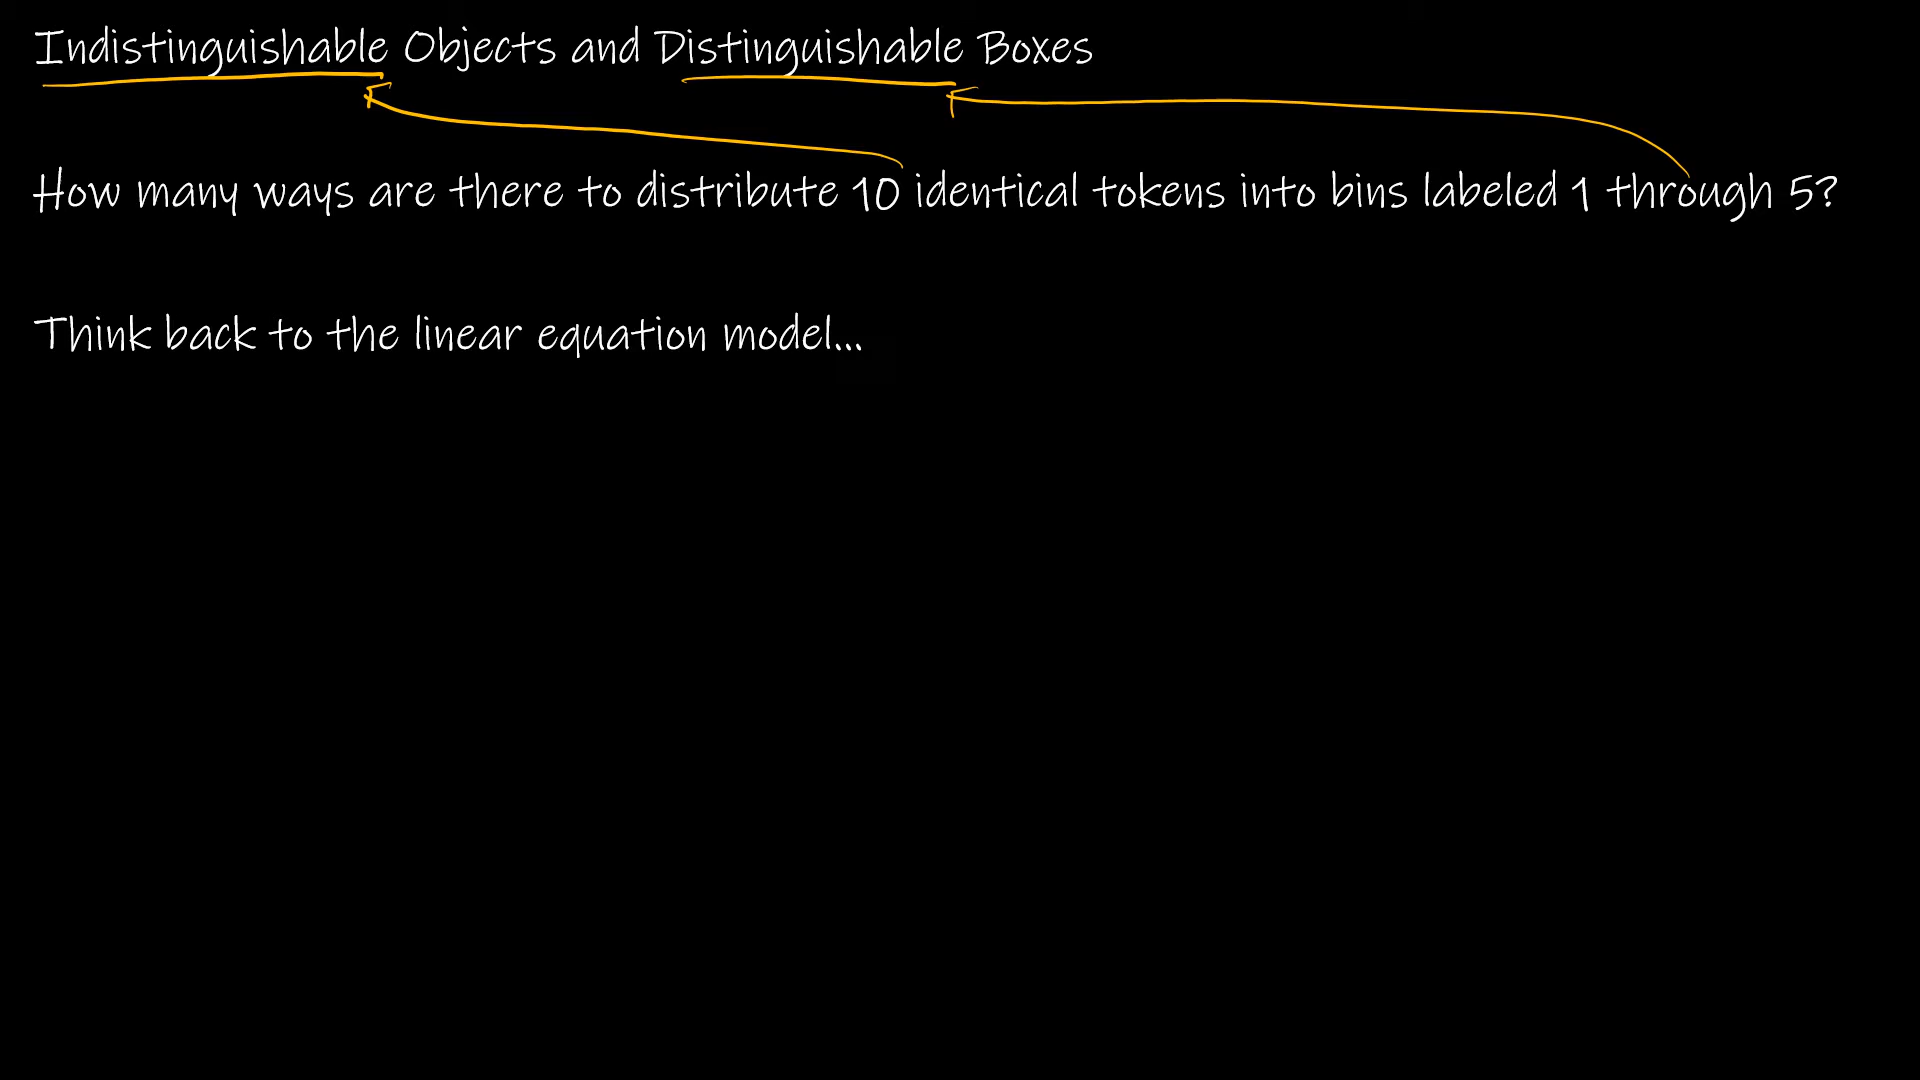 Indistinguishable Objects and Distinguishable Boxes
How many ways are there to distribute 10 identical tokens into bins labeled 1 through 5?
Think back to the linear equation model...